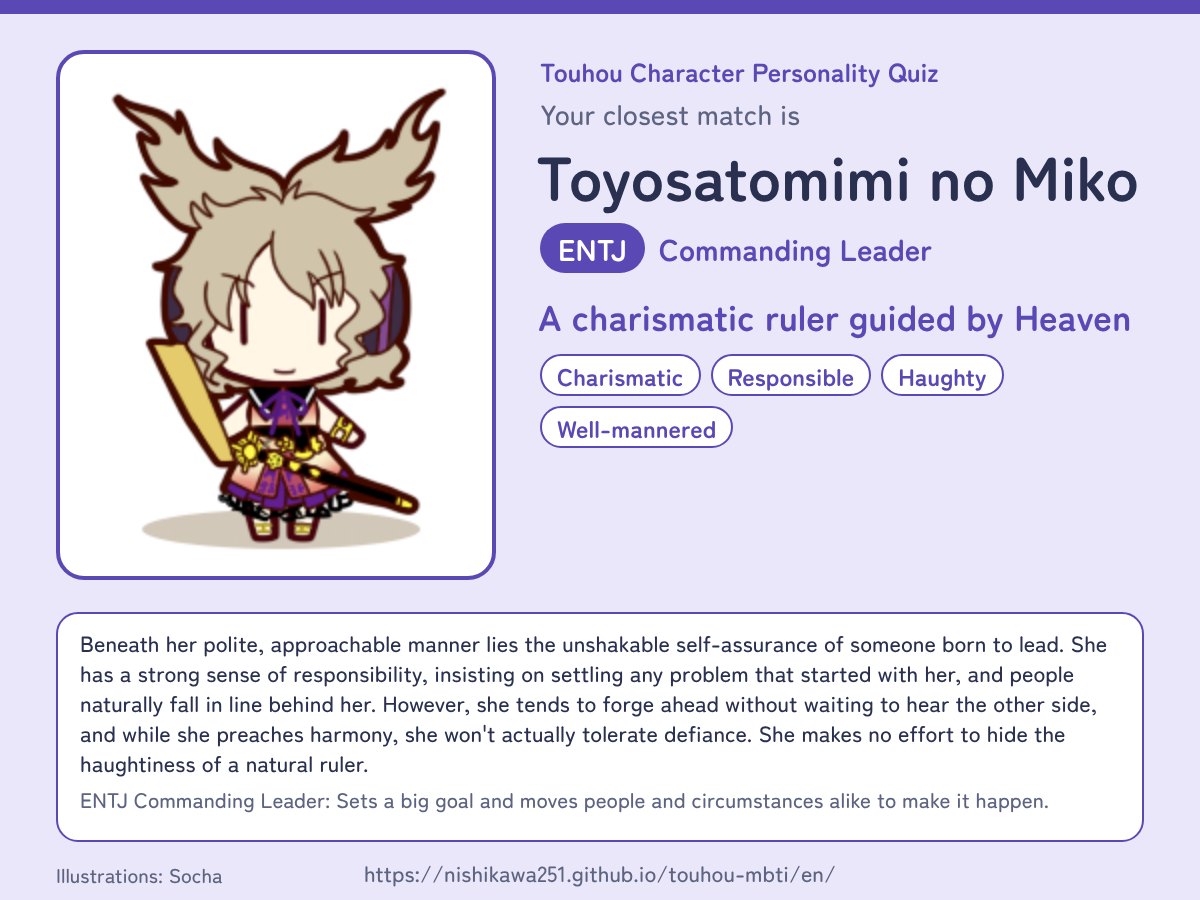 Touhou Character Personality Quiz
Your closest match is
Toyosatomimi no Miko
ENTJ Commanding Leader
A charismatic ruler guided by Heaven
Charismatic Responsible Haughty
Well-mannered
Beneath her polite, approachable manner lies the unshakable self-assurance of someone born to lead. She
has a strong sense of responsibility, insisting on settling any problem that started with her, and people
naturally fall in line behind her. However, she tends to forge ahead without waiting to hear the other side,
and while she preaches harmony, she won't actually tolerate defiance. She makes no effort to hide the
haughtiness of a natural ruler.
ENTJ Commanding Leader: Sets a big goal and moves people and circumstances alike to make it happen.
Illustrations: Socha https://nishikawa251.github.io/touhou-mbti/en/